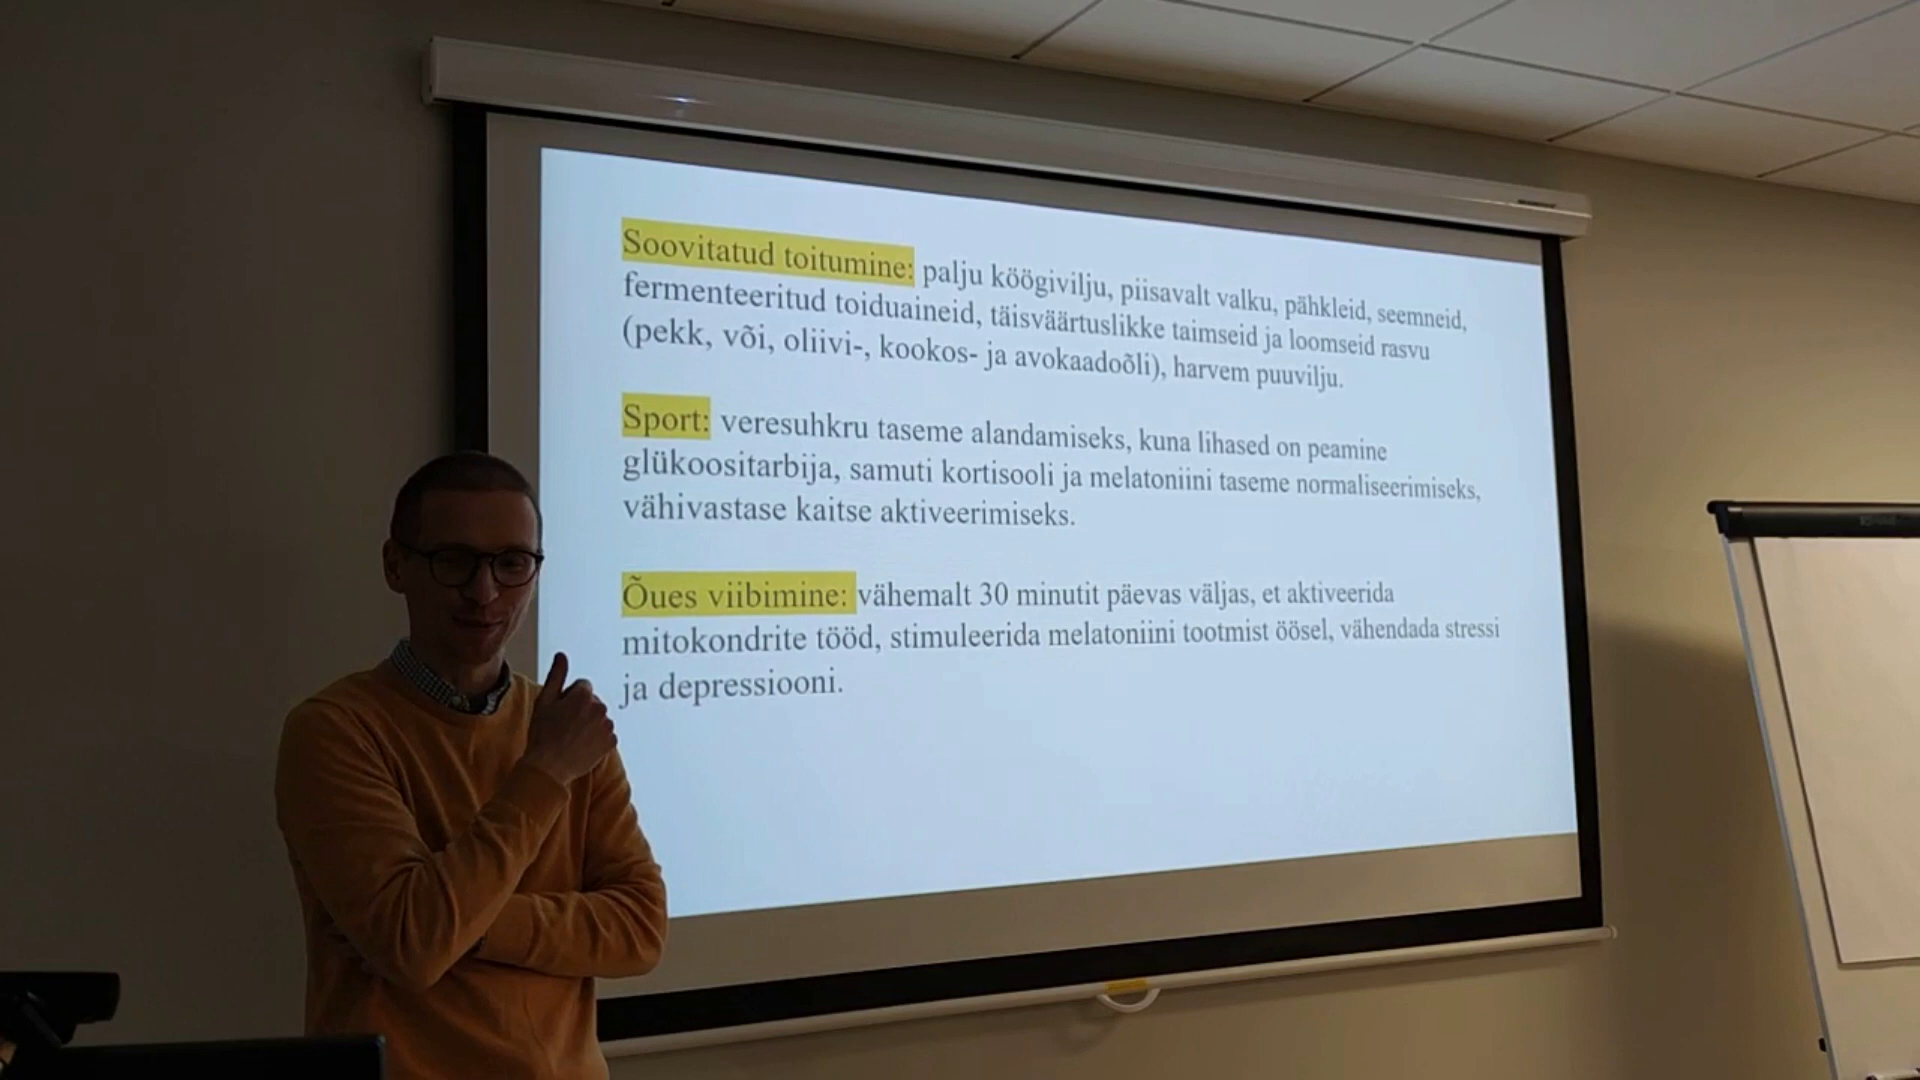 Soovitatud toitumine: palju köögivilju, piisavalt valku, pähkleid, seemneid,
fermenteeritud toiduaineid, täisväärtuslikke taimseid ja loomseid rasvu
(pekk, või, oliivi-, kookos- ja avokaadoõli), harvem puuvilju.
Sport: veresuhkru taseme alandamiseks, kuna lihased on peamine
glükoositarbija, samuti kortisooli ja melatoniini taseme normaliseerimiseks,
vähivastase kaitse aktiveerimiseks.
Õues viibimine: vähemalt 30 minutit päevas väljas, et aktiveerida
mitokondrite tööd, stimuleerida melatoniini tootmist öösel, vähendada stressi
ja depressiooni.